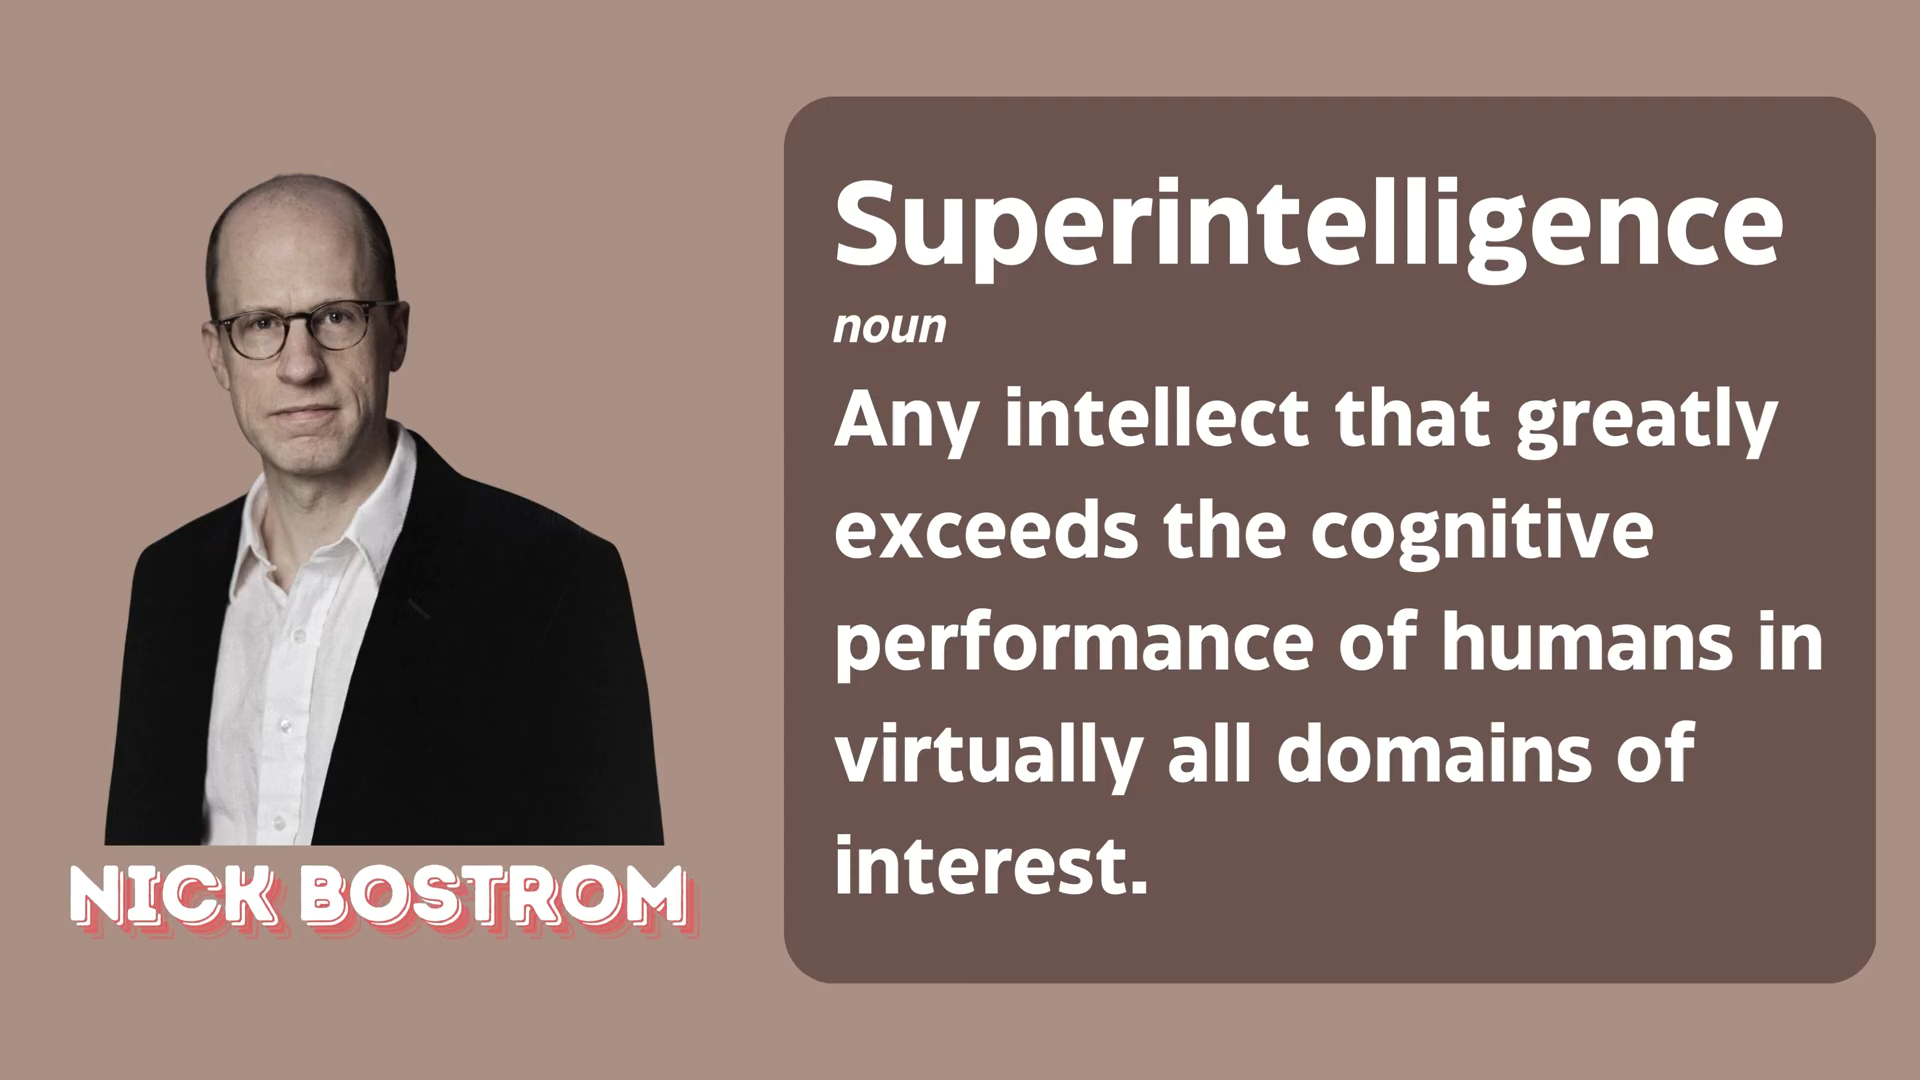 Superintelligence
noun
Any intellect that greatly
exceeds the cognitive
performance of humans in
virtually all domains of
interest.
NICK BOSTROM